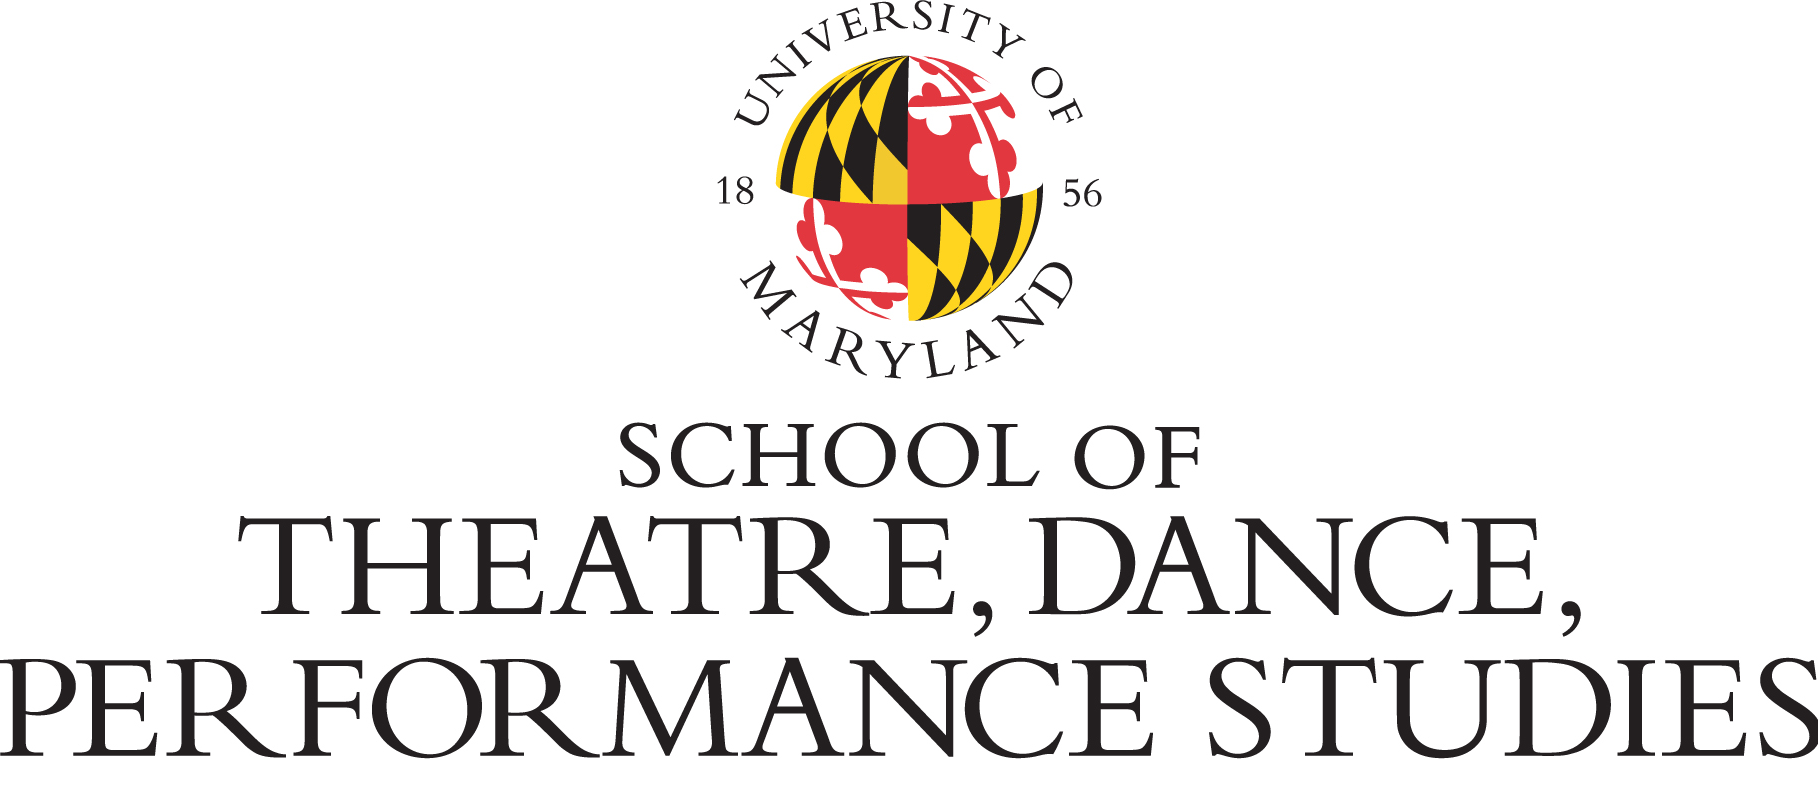 UNIVERSITY OF
18 56
MARYLAND
SCHOOL OF
THEATRE, DANCE,
PERFORMANCE STUDIES